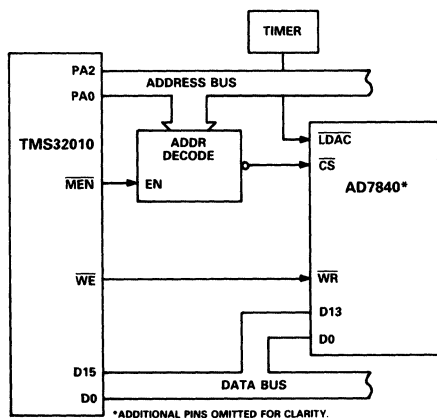 TIMER
PA2
ADDRESS BUS
PA0
TMS32010
ADDR
DECODE
LDAC
CS
AD7840*
MEN
EN
WE
WR
D13
D0
D15
DATA BUS
D0
*ADDITIONAL PINS OMITTED FOR CLARITY.